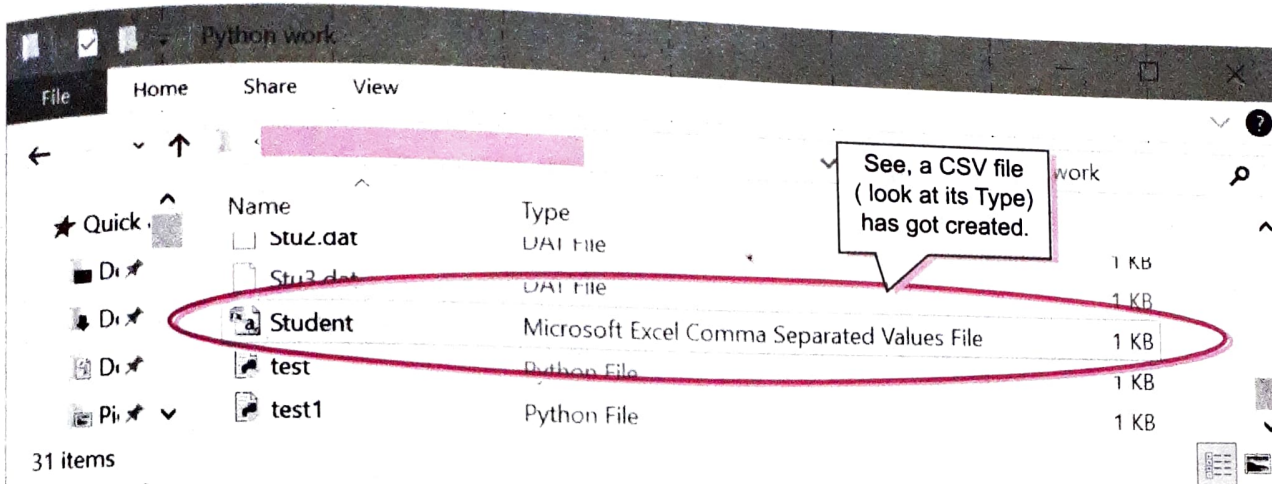 Python work
File Home Share View
See, a CSV file
( look at its Type)
has got created.
work
Quick
Name Type
Stu2.dat DAT File 1 KB
Stu3.dat DAT File 1 KB
Student Microsoft Excel Comma Separated Values File 1 KB
test Python File 1 KB
test1 Python File 1 KB
31 items